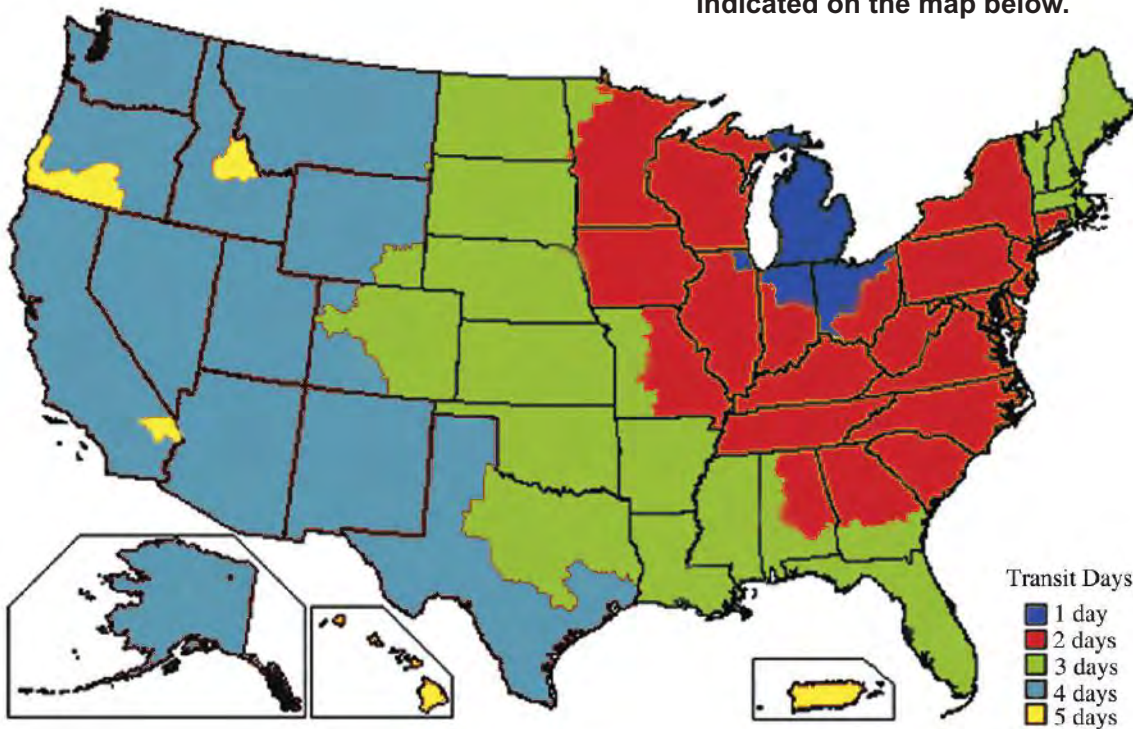 indicated on the map below.
Transit Days
1 day
2 days
3 days
4 days
5 days